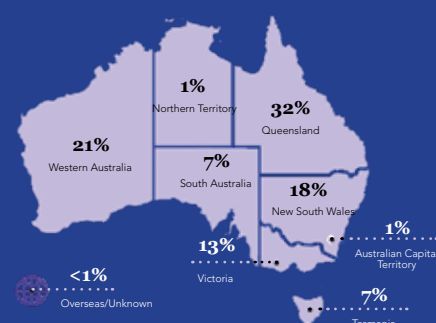 1%
Northern Territory
32%
Queensland
21%
Western Australia
7%
South Australia
18%
New South Wales
1%
Australian Capita
Territory
13%
Victoria
<1%
Overseas/Unknown
7%
Tasmania